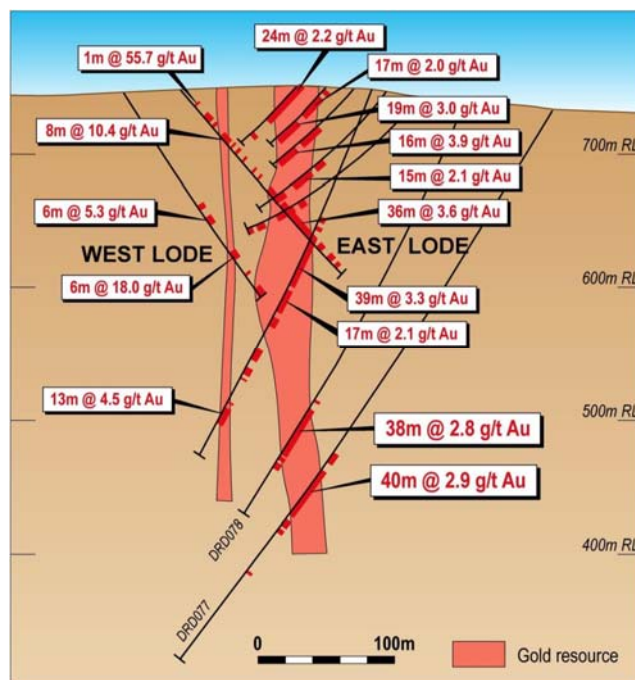 24m @ 2.2 g/t Au
1m @ 55.7 g/t Au
17m @ 2.0 g/t Au
19m @ 3.0 g/t Au
8m @ 10.4 g/t Au
16m @ 3.9 g/t Au
700m RL
15m @ 2.1 g/t Au
6m @ 5.3 g/t Au
36m @ 3.6 g/t Au
WEST LODE
EAST LODE
6m @ 18.0 g/t Au
600m RL
39m @ 3.3 g/t Au
17m @ 2.1 g/t Au
13m @ 4.5 g/t Au
500m RL
38m @ 2.8 g/t Au
40m @ 2.9 g/t Au
DRD078
400m RL
DRD077
0 100m
Gold resource